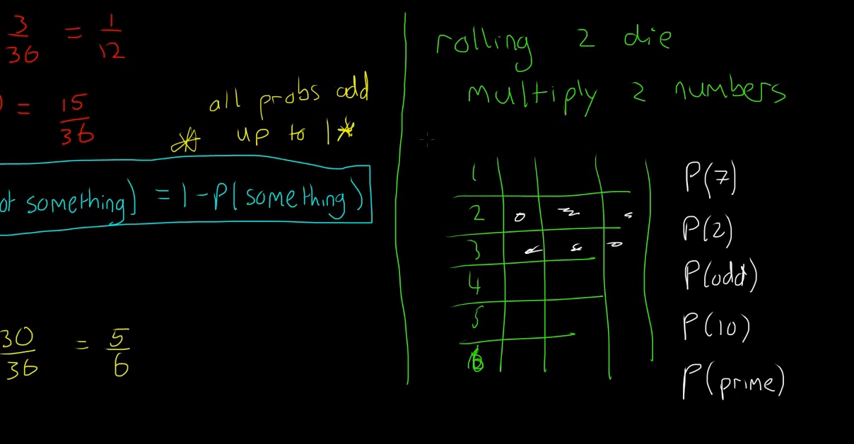 3/36 = 1/12
= 15/36
all probs add
* up to 1 *
ot something) = 1 - P(something)
30/36 = 5/6
rolling 2 die
multiply 2 numbers
1
2
3
4
5
6
P(7)
P(2)
P(odd)
P(10)
P(prime)